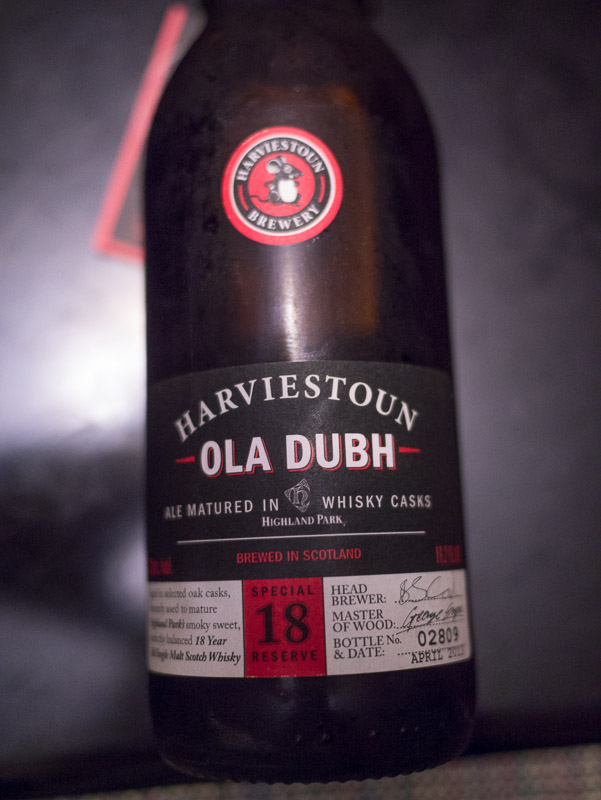 HARVIESTOUN
BREWERY
HARVIESTOUN
OLA DUBH
ALE MATURED IN H WHISKY CASKS
HIGHLAND PARK
BREWED IN SCOTLAND
selected oak casks,
used to mature
Highland Park's smoky sweet,
balanced 18 Year
Single Malt Scotch Whisky
SPECIAL
18
RESERVE
HEAD
BREWER:
MASTER
OF WOOD:
BOTTLE No. 02809
& DATE: APRIL